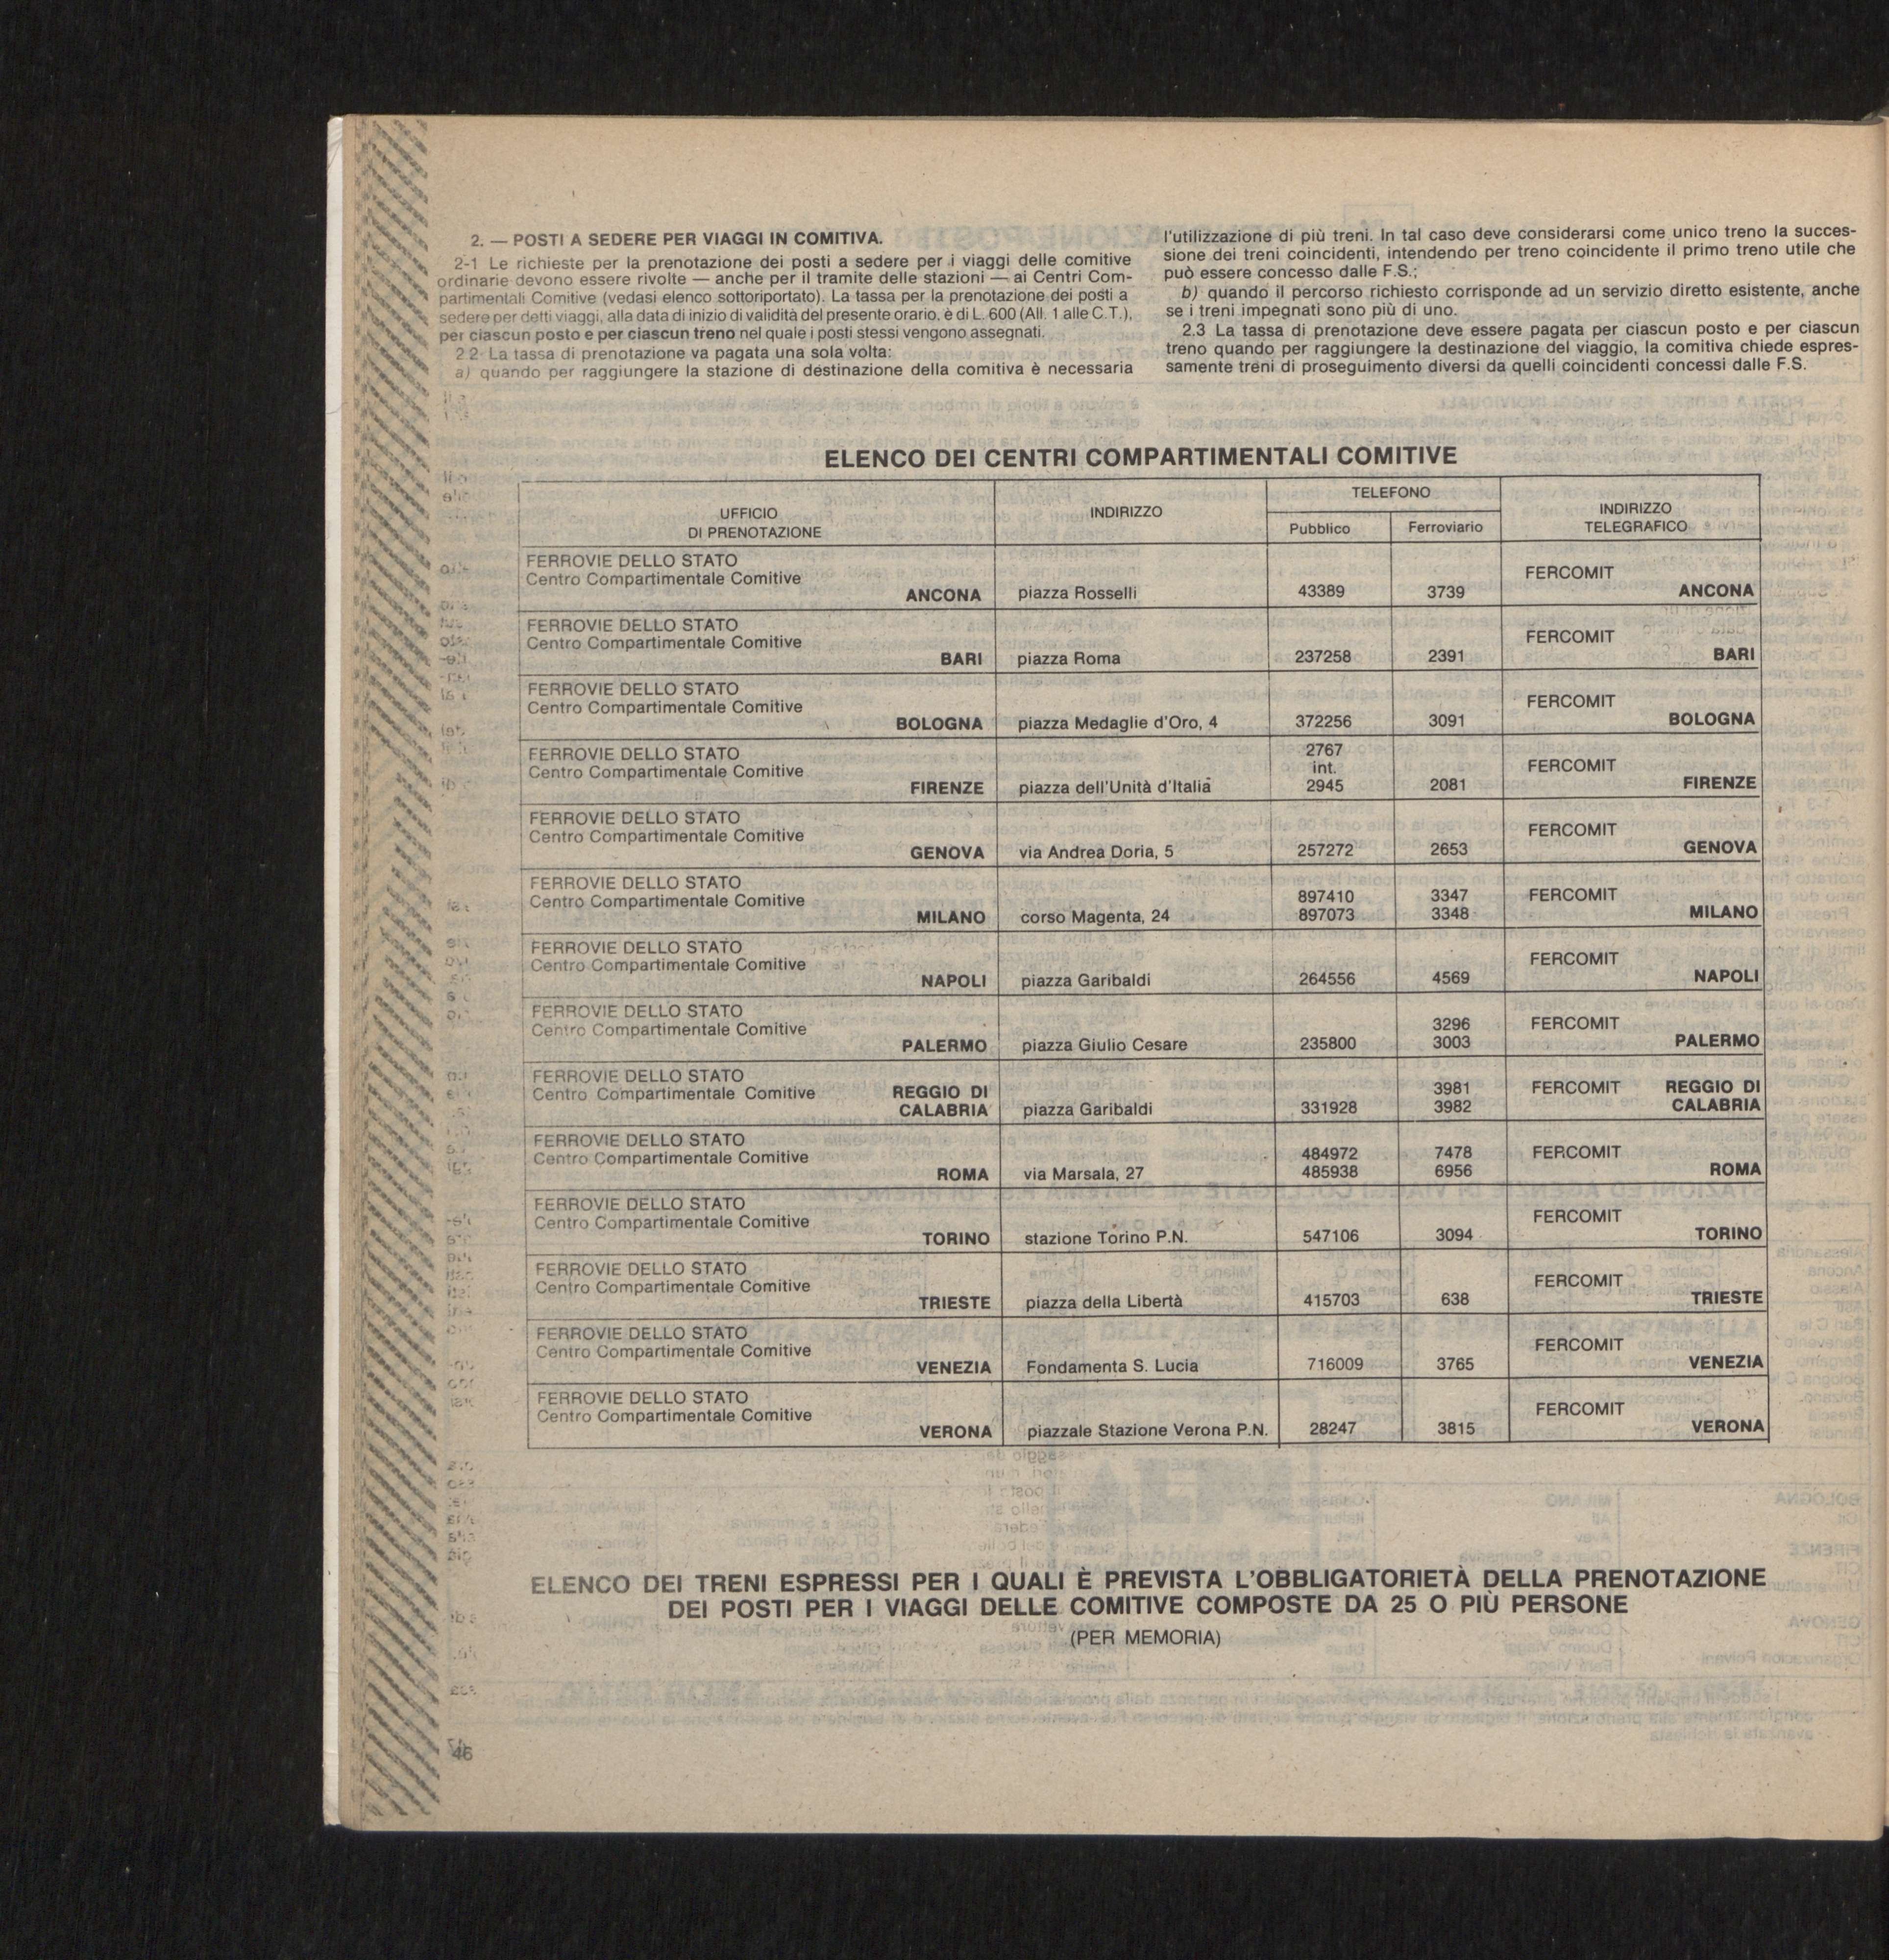 2. — POSTI A SEDERE PER VIAGGI IN COMITIVA.
2-1 Le richieste per la prenotazione dei posti a sedere per i viaggi delle comitive
ordinarie devono essere rivolte — anche per il tramite delle stazioni — ai Centri Com-
partimentali Comitive (vedasi elenco sottoriportato). La tassa per la prenotazione dei posti a
sedere per detti viaggi, alla data di inizio di validità del presente orario, è di L. 600 (All. 1 alle C.T.),
per ciascun posto e per ciascun treno nel quale i posti stessi vengono assegnati.
2 2 La tassa di prenotazione va pagata una sola volta:
a) quando per raggiungere la stazione di destinazione della comitiva è necessaria
l'utilizzazione di più treni. In tal caso deve considerarsi come unico treno la succes-
sione dei treni coincidenti, intendendo per treno coincidente il primo treno utile che
può essere concesso dalle F.S.;
b) quando il percorso richiesto corrisponde ad un servizio diretto esistente, anche
se i treni impegnati sono più di uno.
2.3 La tassa di prenotazione deve essere pagata per ciascun posto e per ciascun
treno quando per raggiungere la destinazione del viaggio, la comitiva chiede espres-
samente treni di proseguimento diversi da quelli coincidenti concessi dalle F.S.
ELENCO DEI CENTRI COMPARTIMENTALI COMITIVE
UFFICIO
DI PRENOTAZIONE
INDIRIZZO
TELEFONO
Pubblico
Ferroviario
INDIRIZZO
TELEGRAFICO
FERROVIE DELLO STATO
Centro Compartimentale Comitive
ANCONA
piazza Rosselli
43389
3739
FERCOMIT
ANCONA
FERROVIE DELLO STATO
Centro Compartimentale Comitive
BARI
piazza Roma
237258
2391
FERCOMIT
BARI
FERROVIE DELLO STATO
Centro Compartimentale Comitive
BOLOGNA
piazza Medaglie d'Oro, 4
372256
3091
FERCOMIT
BOLOGNA
FERROVIE DELLO STATO
Centro Compartimentale Comitive
FIRENZE
piazza dell'Unità d'Italia
2767
int.
2945
2081
FERCOMIT
FIRENZE
FERROVIE DELLO STATO
Centro Compartimentale Comitive
GENOVA
via Andrea Doria, 5
257272
2653
FERCOMIT
GENOVA
FERROVIE DELLO STATO
Centro Compartimentale Comitive
MILANO
corso Magenta, 24
897410
897073
3347
3348
FERCOMIT
MILANO
FERROVIE DELLO STATO
Centro Compartimentale Comitive
NAPOLI
piazza Garibaldi
264556
4569
FERCOMIT
NAPOLI
FERROVIE DELLO STATO
Centro Compartimentale Comitive
PALERMO
piazza Giulio Cesare
235800
3296
3003
FERCOMIT
PALERMO
FERROVIE DELLO STATO
Centro Compartimentale Comitive
REGGIO DI
CALABRIA
piazza Garibaldi
331928
3981
3982
FERCOMIT
REGGIO DI
CALABRIA
FERROVIE DELLO STATO
Centro Compartimentale Comitive
ROMA
via Marsala, 27
484972
485938
7478
6956
FERCOMIT
ROMA
FERROVIE DELLO STATO
Centro Compartimentale Comitive
TORINO
stazione Torino P.N.
547106
3094
FERCOMIT
TORINO
FERROVIE DELLO STATO
Centro Compartimentale Comitive
TRIESTE
piazza della Libertà
415703
638
FERCOMIT
TRIESTE
FERROVIE DELLO STATO
Centro Compartimentale Comitive
VENEZIA
Fondamenta S. Lucia
716009
3765
FERCOMIT
VENEZIA
FERROVIE DELLO STATO
Centro Compartimentale Comitive
VERONA
piazzale Stazione Verona P.N.
28247
3815
FERCOMIT
VERONA
ELENCO DEI TRENI ESPRESSI PER I QUALI È PREVISTA L'OBBLIGATORIETÀ DELLA PRENOTAZIONE
DEI POSTI PER I VIAGGI DELLE COMITIVE COMPOSTE DA 25 O PIÙ PERSONE
(PER MEMORIA)
46